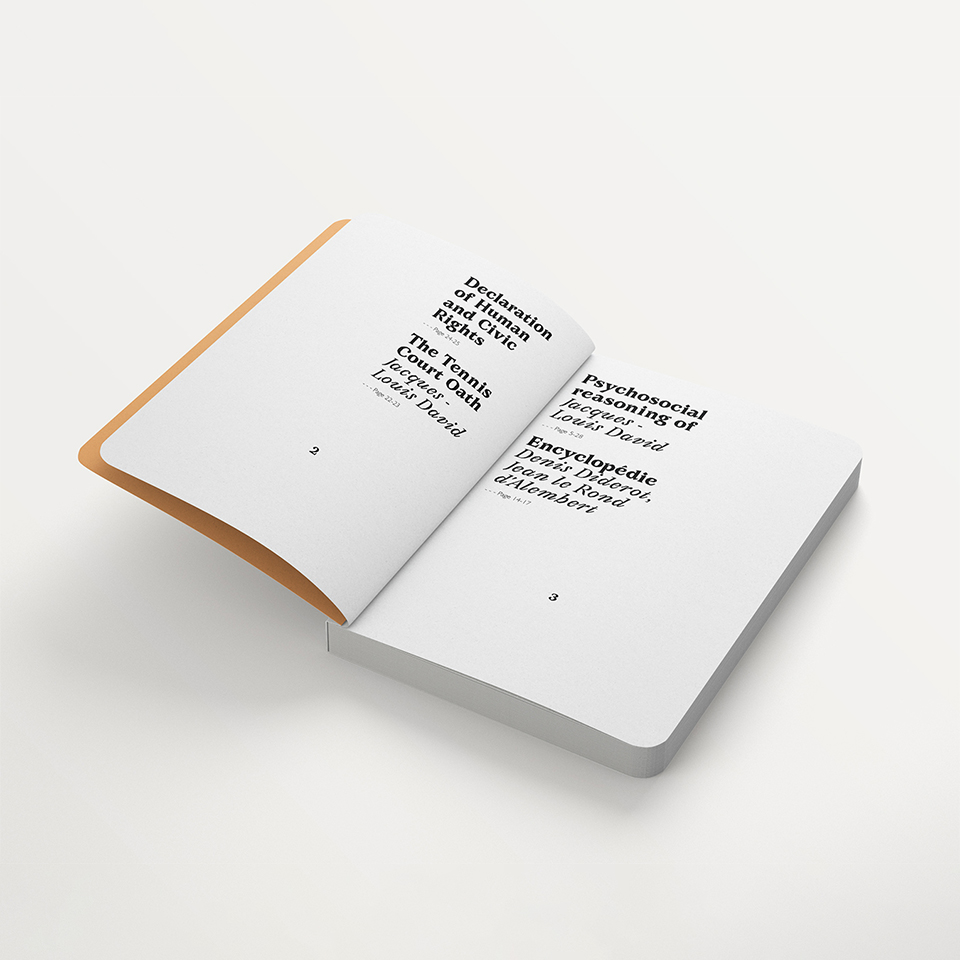 Declaration
of Human
and Civic
Rights
--- Page 24-25
The Tennis
Court Oath
Jacques -
Louis David
--- Page 22-23
2
Psychosocial
reasoning of
Jacques -
Louis David
--- Page 5-28
Encyclopédie
Denis Diderot,
Jean le Rond
d'Alembert
--- Page 14-17
3